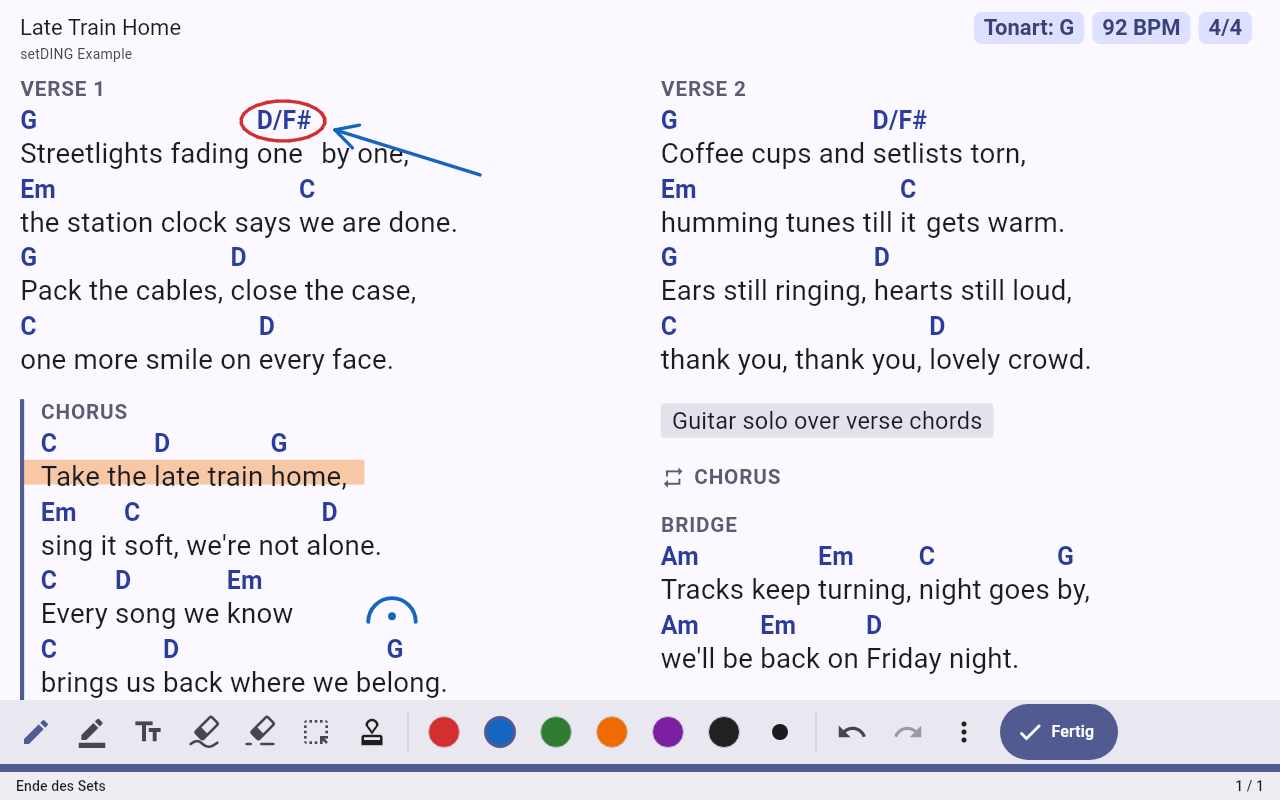 Late Train Home
setDING Example
Tonart: G 92 BPM 4/4
VERSE 1
G D/F#
Streetlights fading one by one,
Em C
the station clock says we are done.
G D
Pack the cables, close the case,
C D
one more smile on every face.
CHORUS
C D G
Take the late train home,
Em C D
sing it soft, we're not alone.
C D Em
Every song we know
C D G
brings us back where we belong.
VERSE 2
G D/F#
Coffee cups and setlists torn,
Em C
humming tunes till it gets warm.
G D
Ears still ringing, hearts still loud,
C D
thank you, thank you, lovely crowd.
Guitar solo over verse chords
CHORUS
BRIDGE
Am Em C G
Tracks keep turning, night goes by,
Am Em D
we'll be back on Friday night.
Tт
Fertig
Ende des Sets 1 / 1